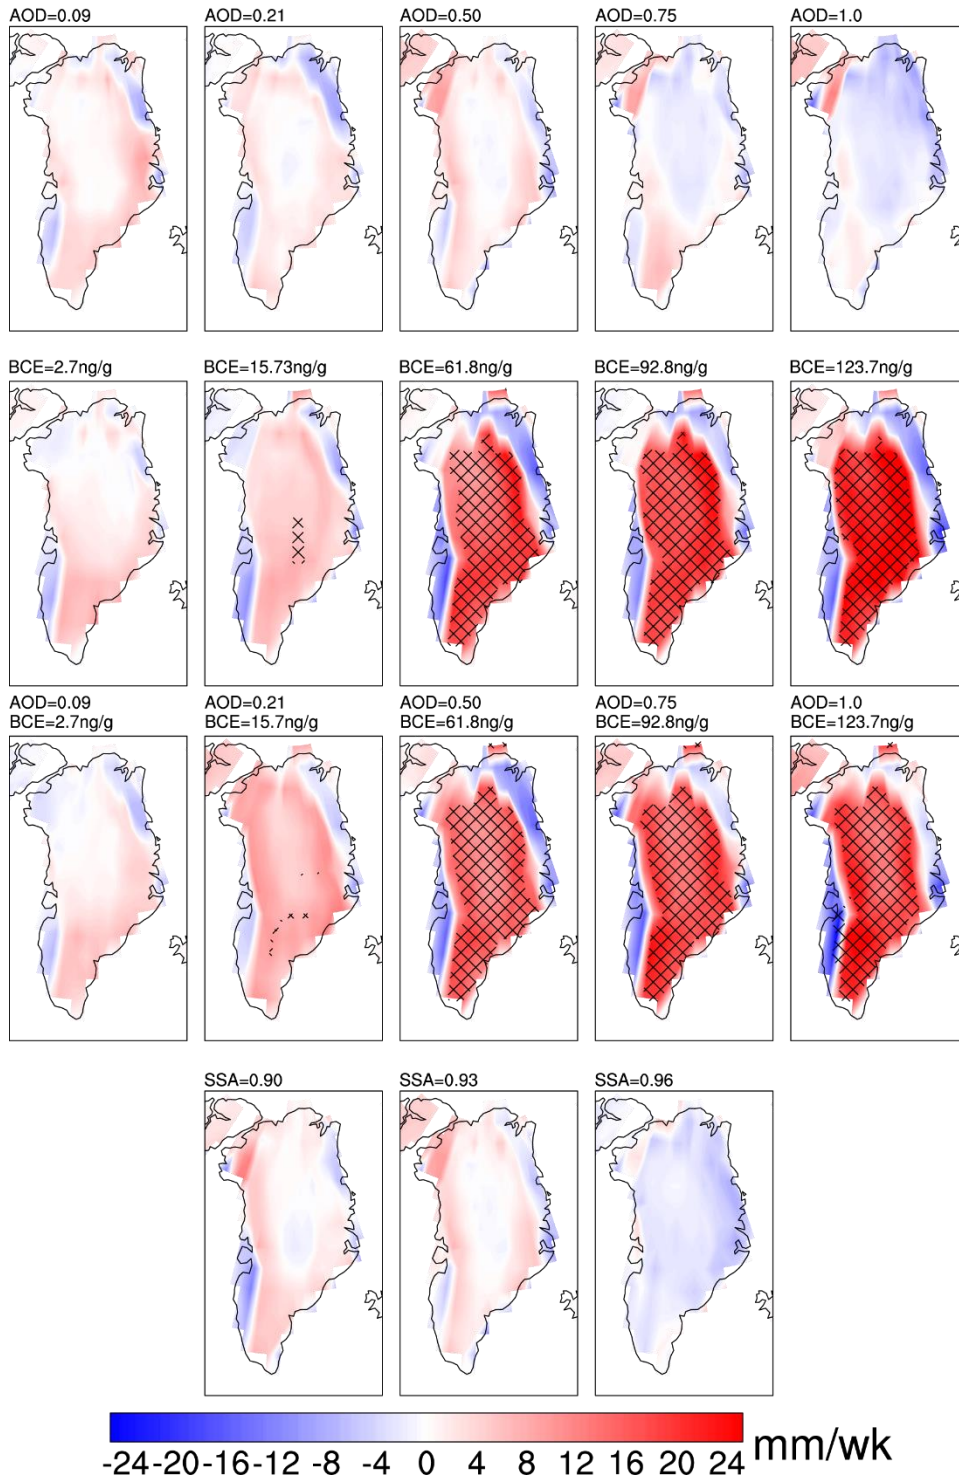 AOD=0.09 AOD=0.21 AOD=0.50 AOD=0.75 AOD=1.0
BCE=2.7ng/g BCE=15.73ng/g BCE=61.8ng/g BCE=92.8ng/g BCE=123.7ng/g
AOD=0.09 AOD=0.21 AOD=0.50 AOD=0.75 AOD=1.0
BCE=2.7ng/g BCE=15.7ng/g BCE=61.8ng/g BCE=92.8ng/g BCE=123.7ng/g
SSA=0.90 SSA=0.93 SSA=0.96
-24 -20 -16 -12 -8 -4 0 4 8 12 16 20 24 mm/wk